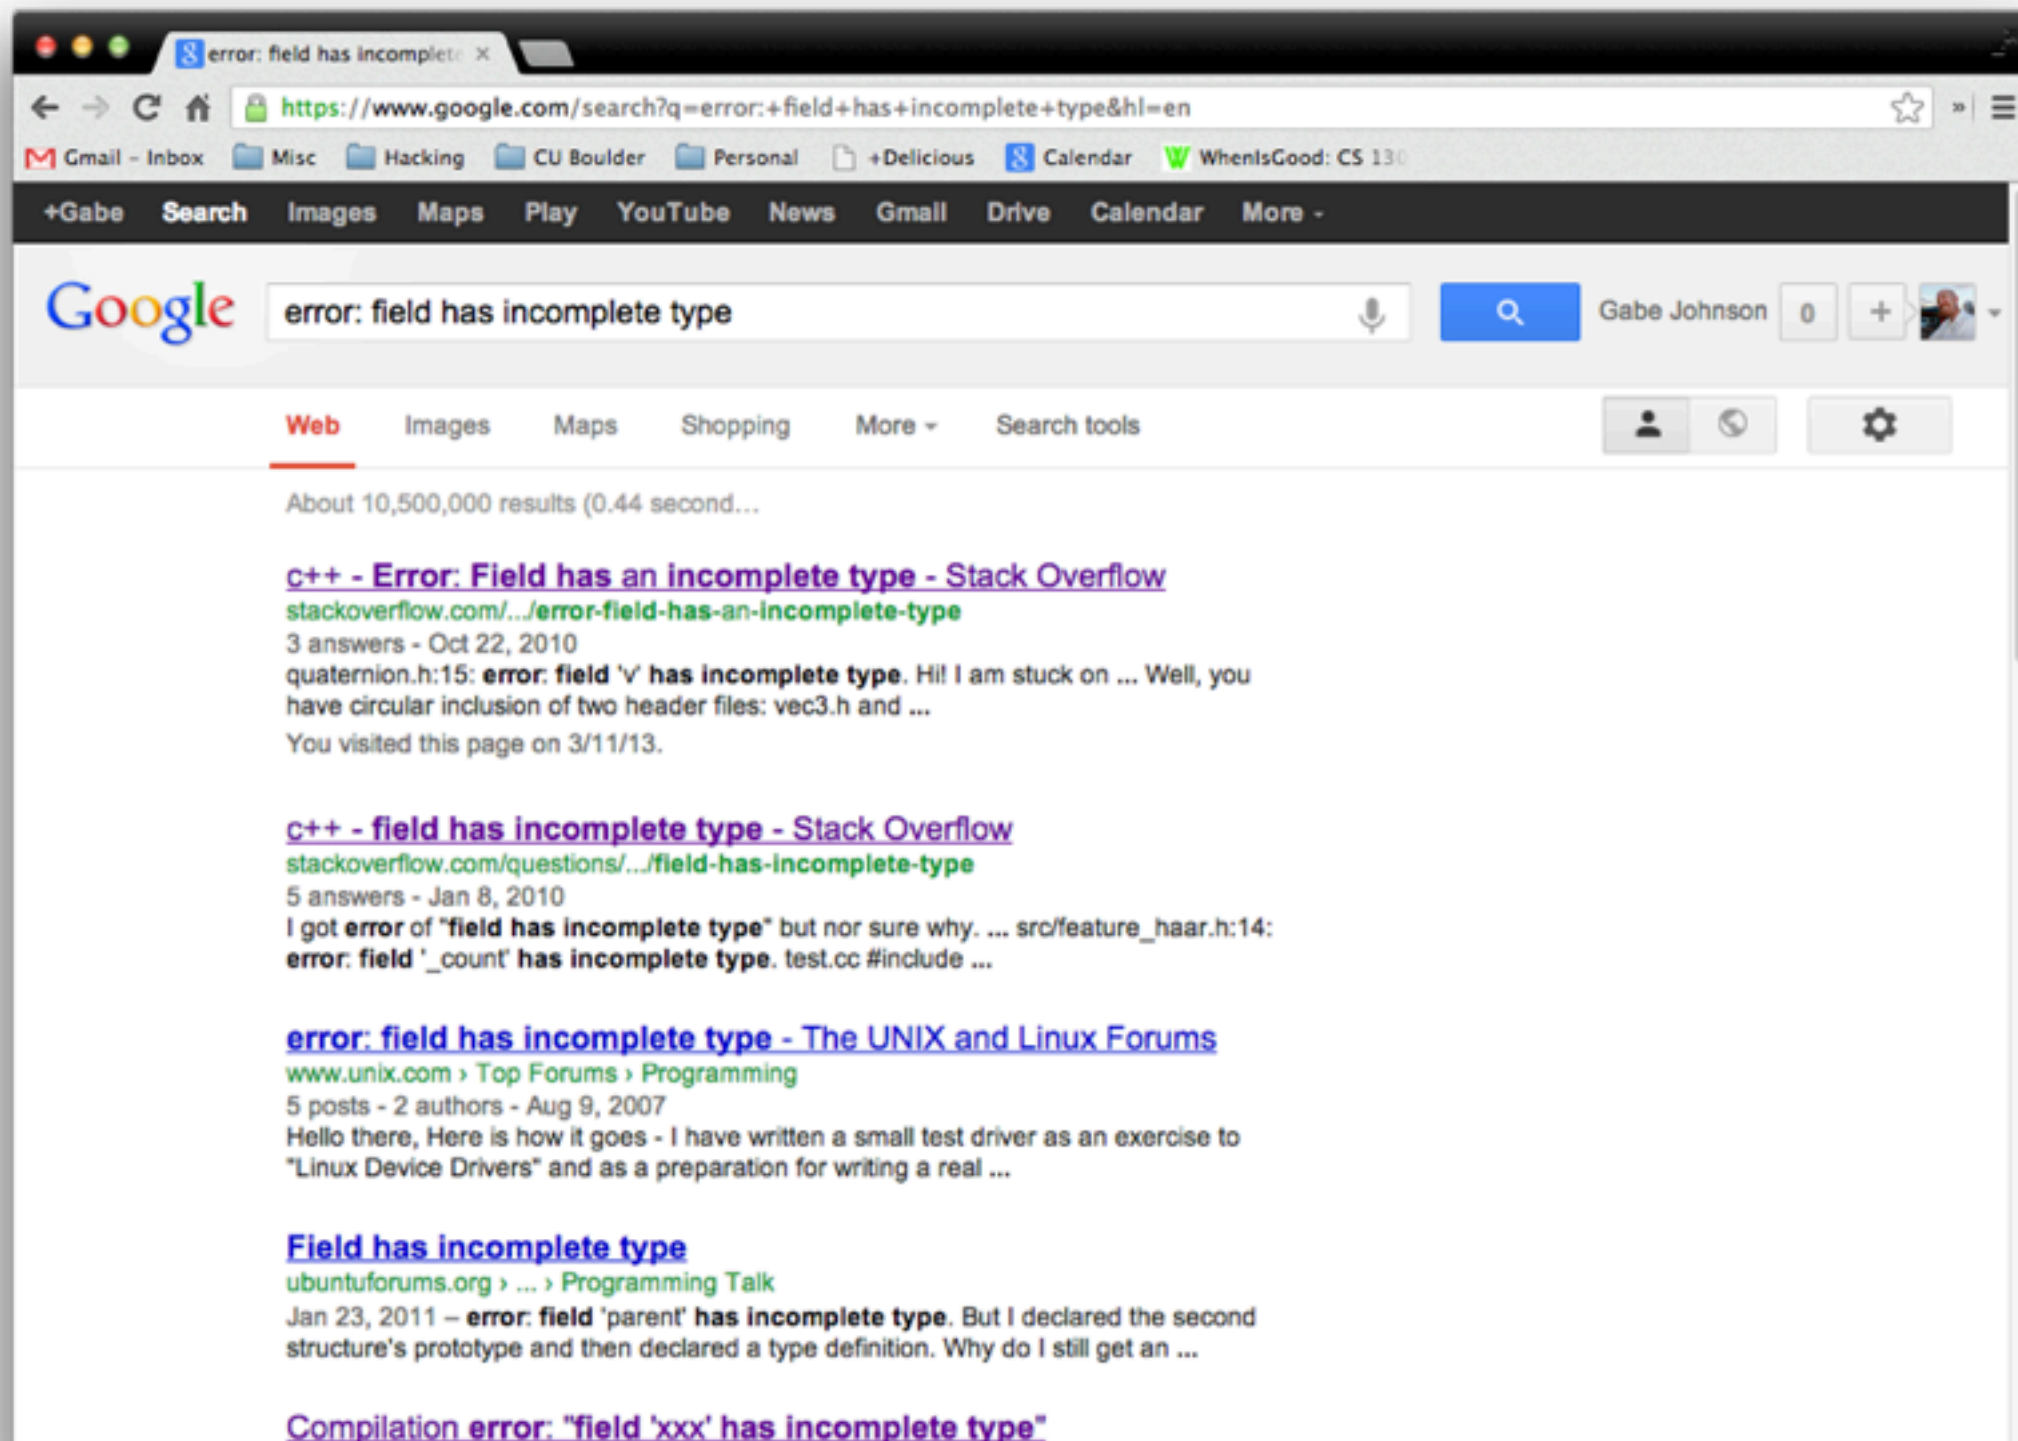 error: field has incomplete
https://www.google.com/search?q=error:+field+has+incomplete+type&hl=en
Gmail - Inbox Misc Hacking CU Boulder Personal +Delicious Calendar WhenIsGood: CS 130
+Gabe Search Images Maps Play YouTube News Gmail Drive Calendar More
Google error: field has incomplete type Gabe Johnson 0 +
Web Images Maps Shopping More Search tools
About 10,500,000 results (0.44 second...
c++ - Error: Field has an incomplete type - Stack Overflow
stackoverflow.com/.../error-field-has-an-incomplete-type
3 answers - Oct 22, 2010
quaternion.h:15: error: field 'v' has incomplete type. Hi! I am stuck on ... Well, you
have circular inclusion of two header files: vec3.h and ...
You visited this page on 3/11/13.
c++ - field has incomplete type - Stack Overflow
stackoverflow.com/questions/.../field-has-incomplete-type
5 answers - Jan 8, 2010
I got error of "field has incomplete type" but nor sure why. ... src/feature_haar.h:14:
error: field '_count' has incomplete type. test.cc #include ...
error: field has incomplete type - The UNIX and Linux Forums
www.unix.com › Top Forums › Programming
5 posts - 2 authors - Aug 9, 2007
Hello there, Here is how it goes - I have written a small test driver as an exercise to
"Linux Device Drivers" and as a preparation for writing a real ...
Field has incomplete type
ubuntuforums.org › ... › Programming Talk
Jan 23, 2011 – error: field 'parent' has incomplete type. But I declared the second
structure's prototype and then declared a type definition. Why do I still get an ...
Compilation error: "field 'xxx' has incomplete type"